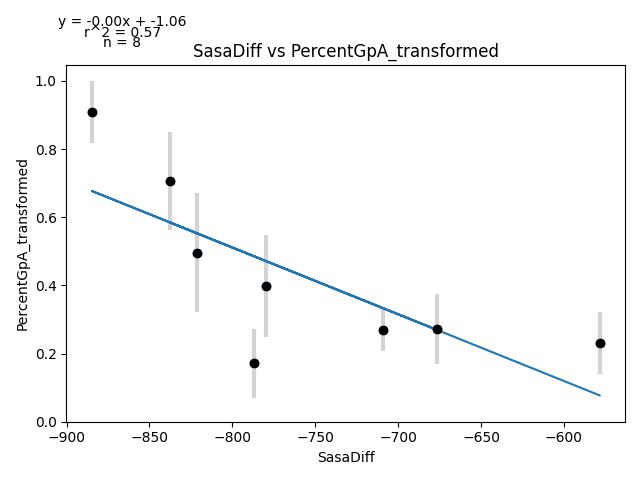 y = -0.00x + -1.06
r^2 = 0.57
n = 8
SasaDiff vs PercentGpA_transformed
PercentGpA_transformed
1.0
0.8
0.6
0.4
0.2
0.0
−900 −850 −800 −750 −700 −650 −600
SasaDiff